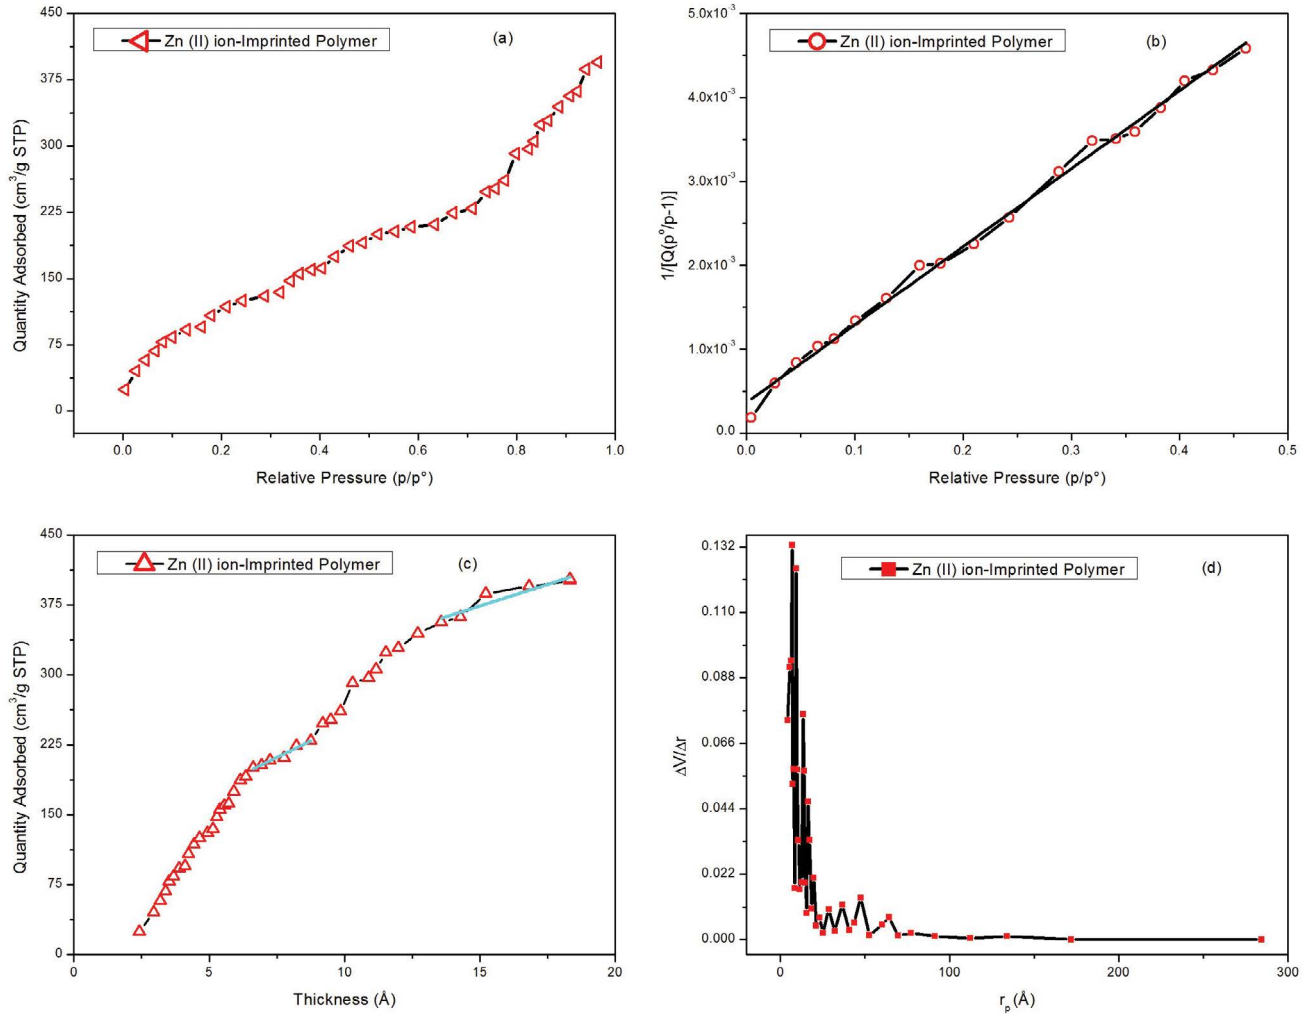 Zn (II) ion-Imprinted Polymer
(a)
450
375
300
225
150
75
0
Quantity Adsorbed (cm³/g STP)
0.0 0.2 0.4 0.6 0.8 1.0
Relative Pressure (p/p°)
Zn (II) ion-Imprinted Polymer
(b)
5.0x10⁻³
4.0x10⁻³
3.0x10⁻³
2.0x10⁻³
1.0x10⁻³
0.0
1/[Q(p°/p-1)]
0.0 0.1 0.2 0.3 0.4 0.5
Relative Pressure (p/p°)
Zn (II) ion-Imprinted Polymer
(c)
450
375
300
225
150
75
0
Quantity Adsorbed (cm³/g STP)
0 5 10 15 20
Thickness (Å)
Zn (II) ion-Imprinted Polymer
(d)
0.132
0.110
0.088
0.066
0.044
0.022
0.000
ΔV/Δr
0 100 200 300
rₚ(Å)